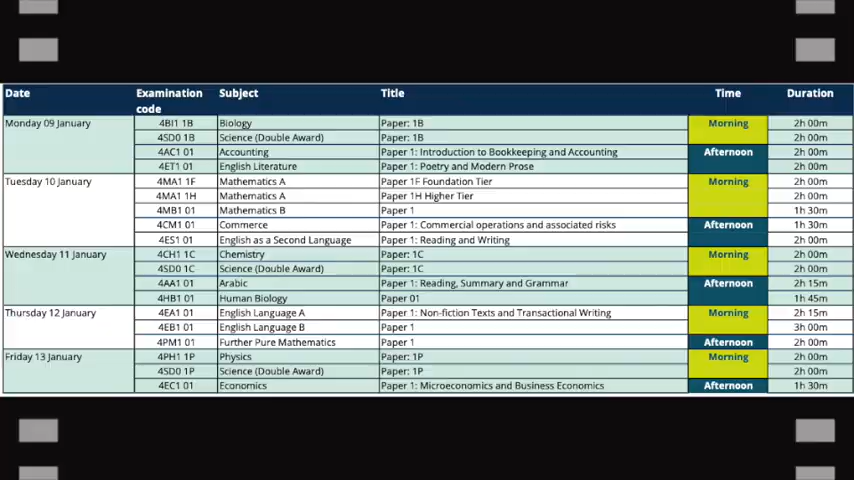 Date Examination code Subject Title Time Duration
Monday 09 January 4BI1 1B Biology Paper: 1B Morning 2h 00m
4SD0 1B Science (Double Award) Paper: 1B 2h 00m
4AC1 01 Accounting Paper 1: Introduction to Bookkeeping and Accounting Afternoon 2h 00m
4ET1 01 English Literature Paper 1: Poetry and Modern Prose 2h 00m
Tuesday 10 January 4MA1 1F Mathematics A Paper 1F Foundation Tier Morning 2h 00m
4MA1 1H Mathematics A Paper 1H Higher Tier 2h 00m
4MB1 01 Mathematics B Paper 1 1h 30m
4CM1 01 Commerce Paper 1: Commercial operations and associated risks Afternoon 1h 30m
4ES1 01 English as a Second Language Paper 1: Reading and Writing 2h 00m
Wednesday 11 January 4CH1 1C Chemistry Paper: 1C Morning 2h 00m
4SD0 1C Science (Double Award) Paper: 1C 2h 00m
4AA1 01 Arabic Paper 1: Reading, Summary and Grammar Afternoon 2h 15m
4HB1 01 Human Biology Paper 01 1h 45m
Thursday 12 January 4EA1 01 English Language A Paper 1: Non-fiction Texts and Transactional Writing Morning 2h 15m
4EB1 01 English Language B Paper 1 3h 00m
4PM1 01 Further Pure Mathematics Paper 1 Afternoon 2h 00m
Friday 13 January 4PH1 1P Physics Paper: 1P Morning 2h 00m
4SD0 1P Science (Double Award) Paper: 1P 2h 00m
4EC1 01 Economics Paper 1: Microeconomics and Business Economics Afternoon 1h 30m